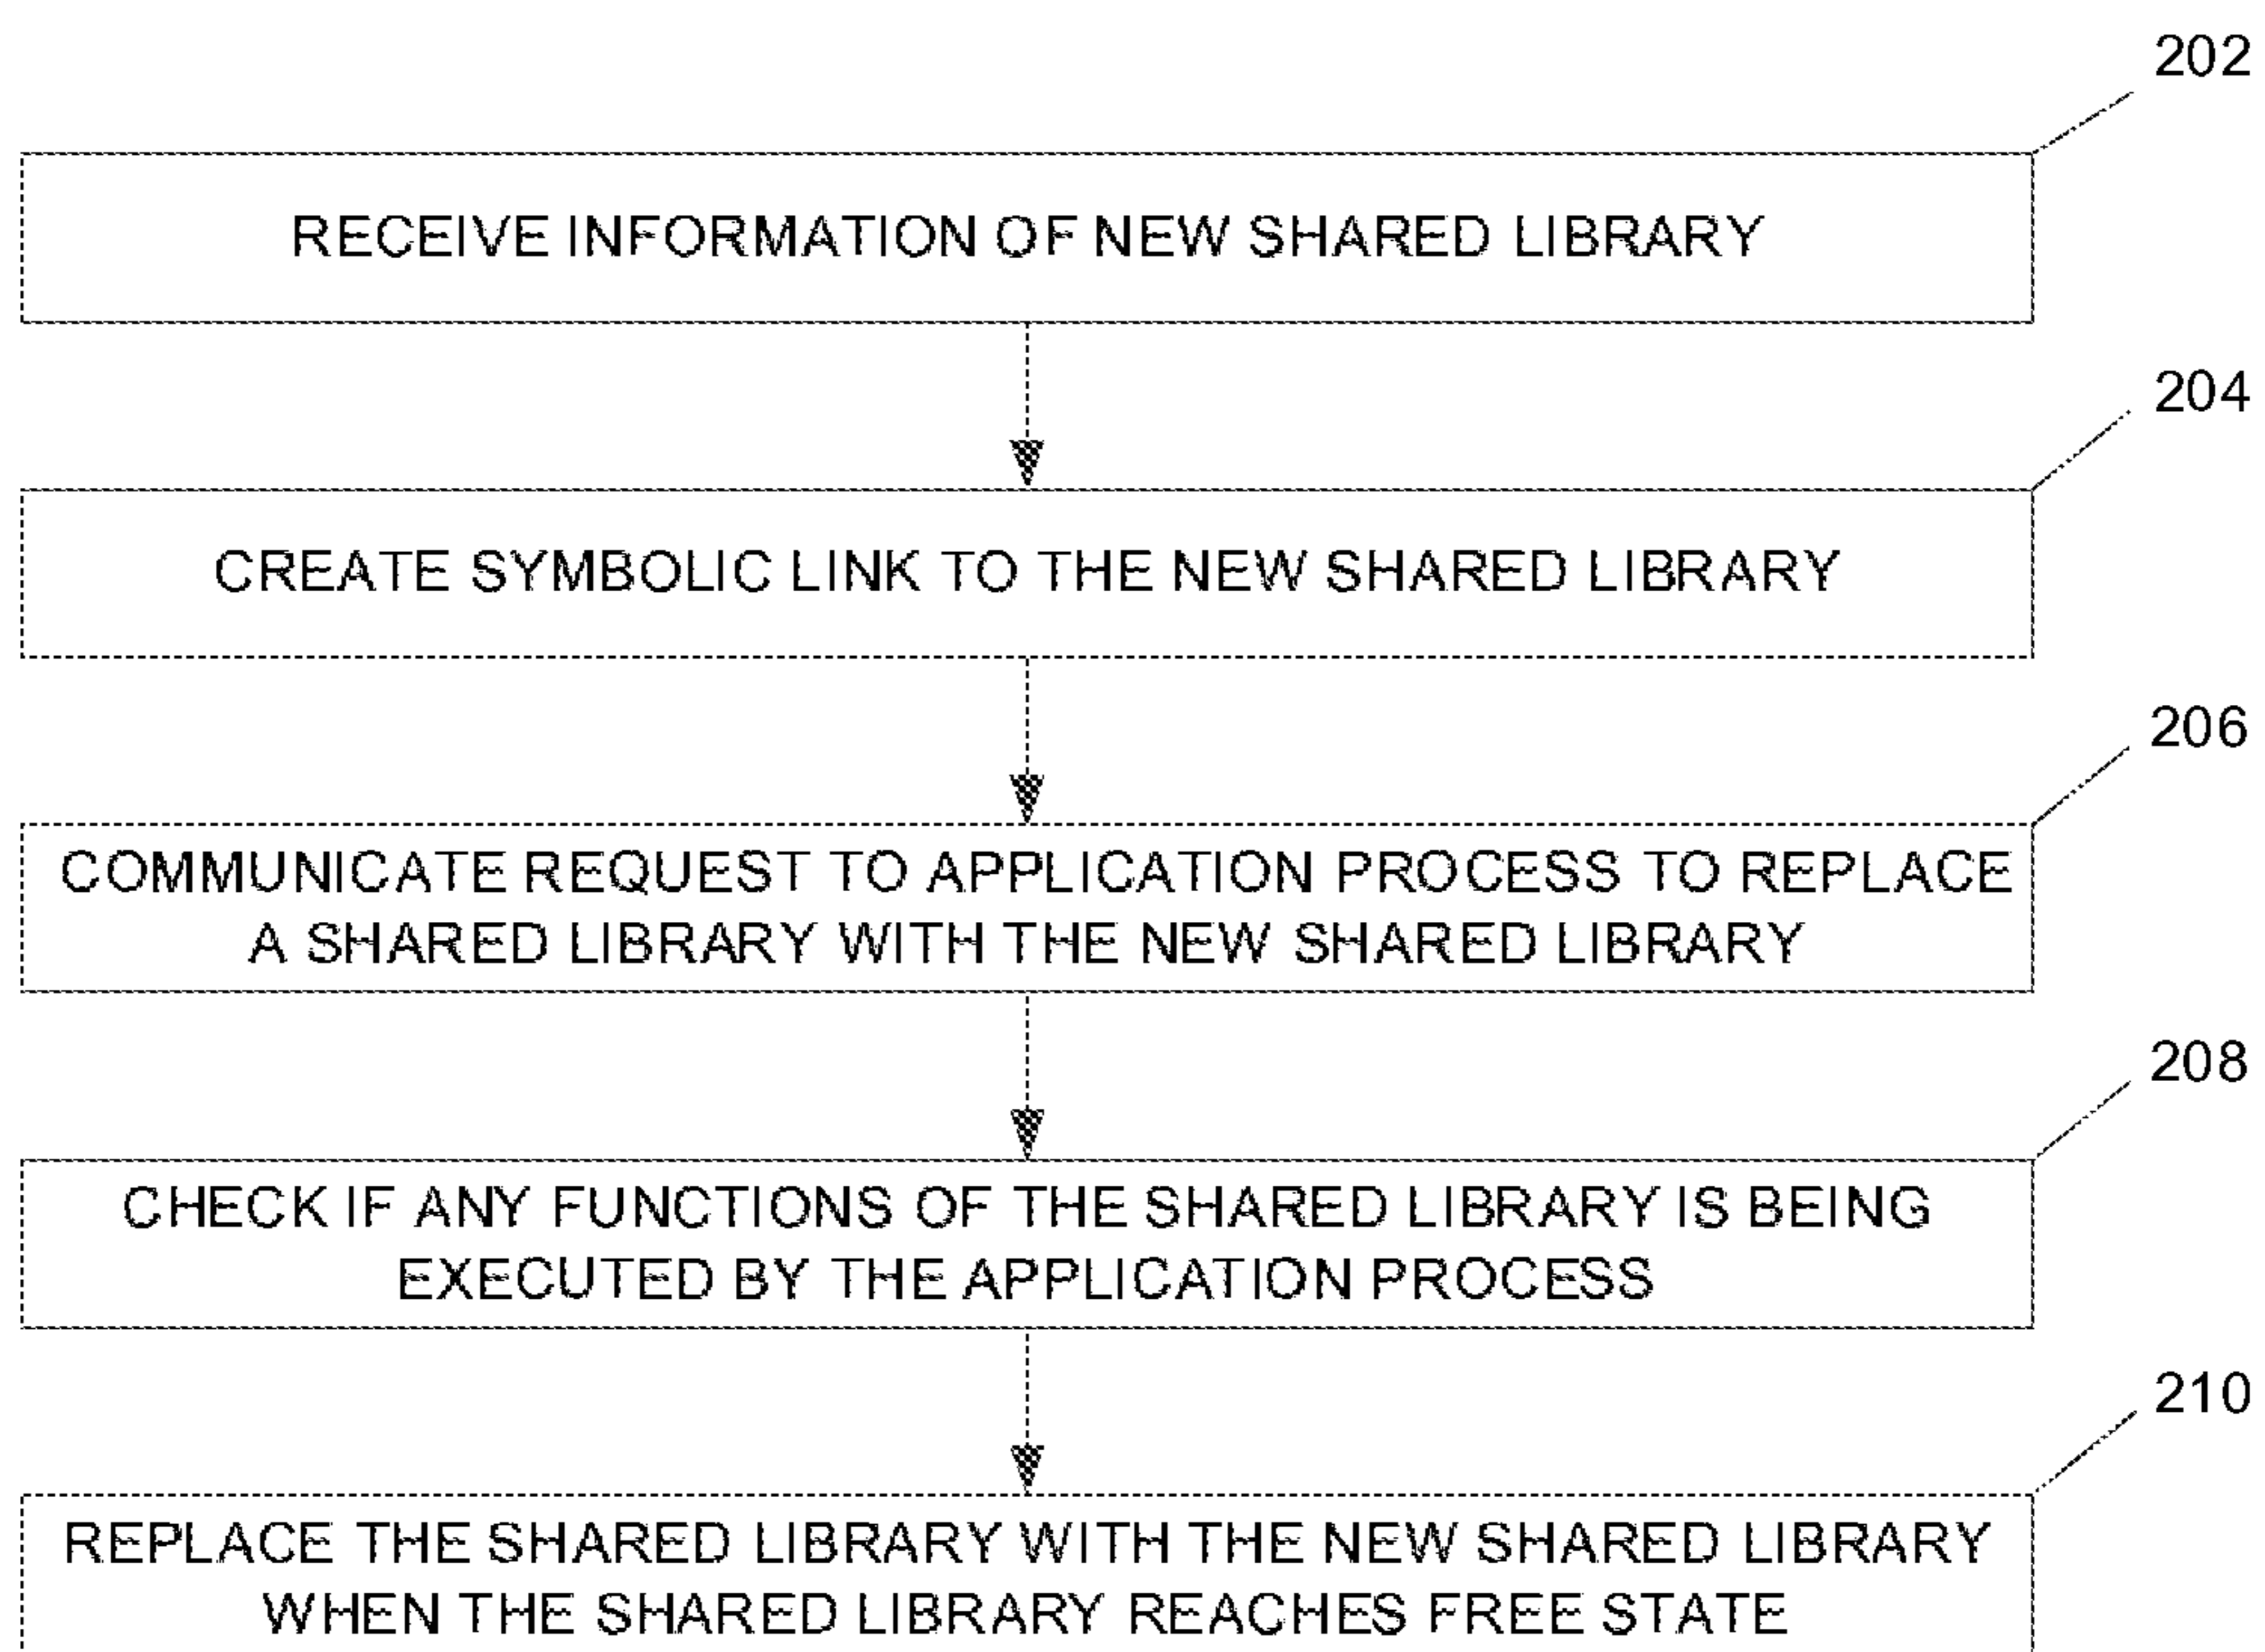 202
RECEIVE INFORMATION OF NEW SHARED LIBRARY
204
CREATE SYMBOLIC LINK TO THE NEW SHARED LIBRARY
206
COMMUNICATE REQUEST TO APPLICATION PROCESS TO REPLACE
A SHARED LIBRARY WITH THE NEW SHARED LIBRARY
208
CHECK IF ANY FUNCTIONS OF THE SHARED LIBRARY IS BEING
EXECUTED BY THE APPLICATION PROCESS
210
REPLACE THE SHARED LIBRARY WITH THE NEW SHARED LIBRARY
WHEN THE SHARED LIBRARY REACHES FREE STATE